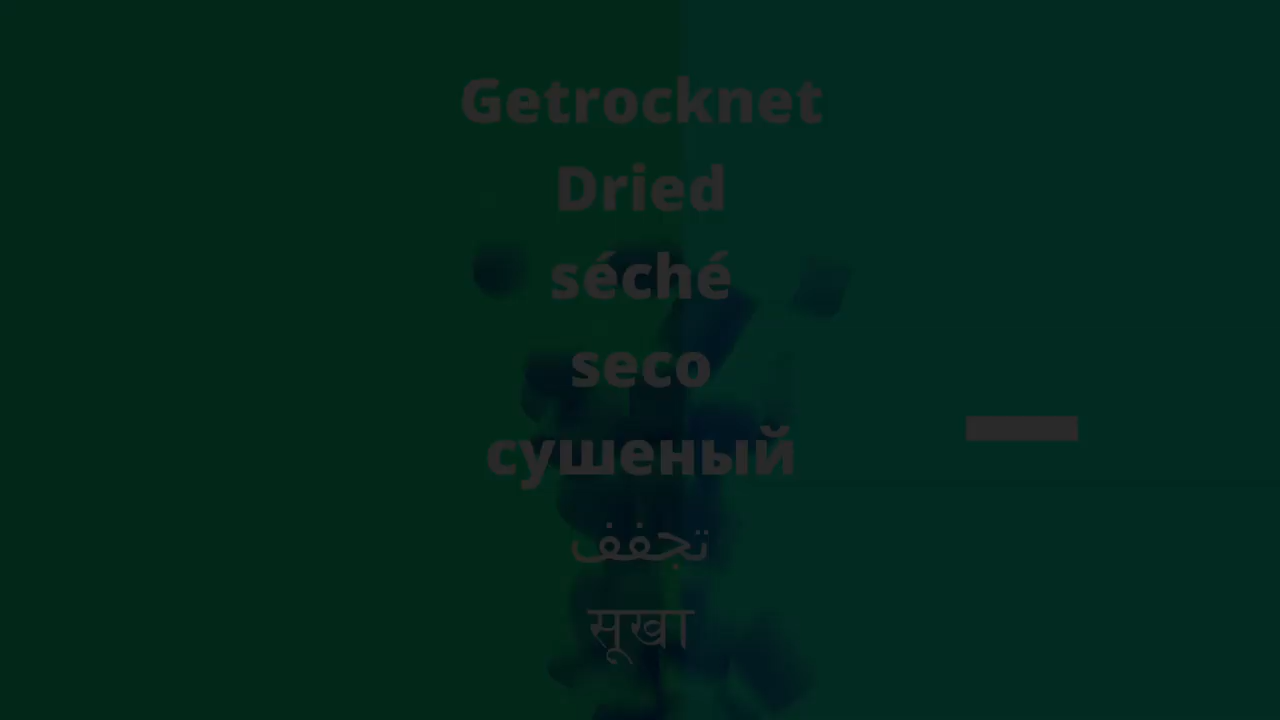 Getrocknet
Dried
séché
seco
сушеный
تجفف
सूखा